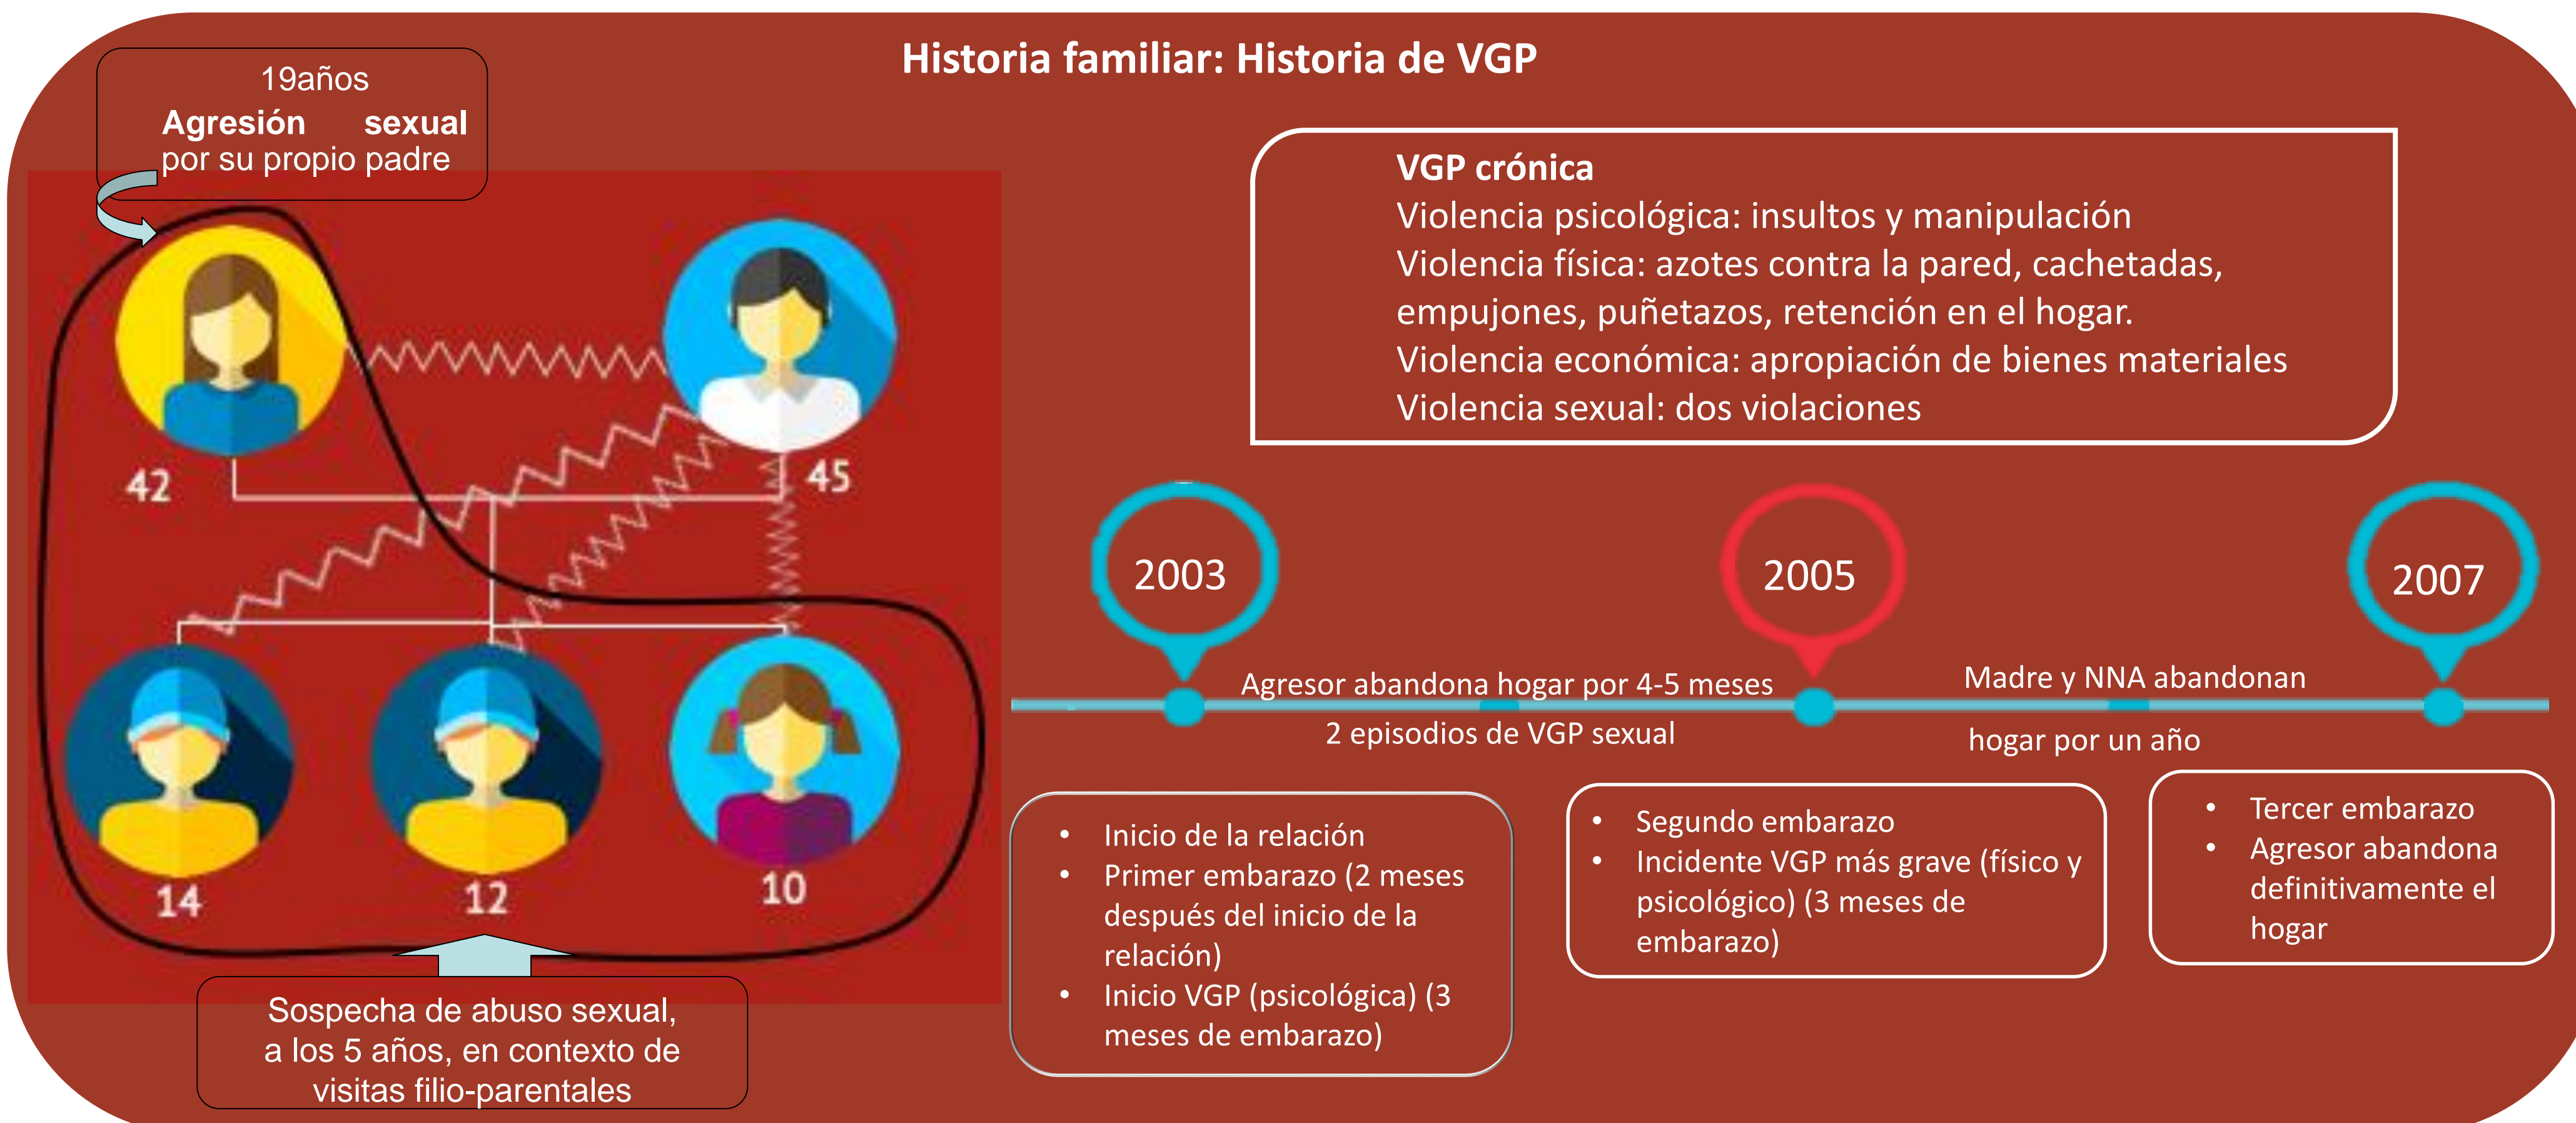 Historia familiar: Historia de VGP
19años
Agresión sexual
por su propio padre
42
45
14
12
10
Sospecha de abuso sexual,
a los 5 años, en contexto de
visitas filio-parentales
VGP crónica
Violencia psicológica: insultos y manipulación
Violencia física: azotes contra la pared, cachetadas,
empujones, puñetazos, retención en el hogar.
Violencia económica: apropiación de bienes materiales
Violencia sexual: dos violaciones
2003
2005
2007
Agresor abandona hogar por 4-5 meses
2 episodios de VGP sexual
Madre y NNA abandonan
hogar por un año
• Inicio de la relación
• Primer embarazo (2 meses
después del inicio de la
relación)
• Inicio VGP (psicológica) (3
meses de embarazo)
• Segundo embarazo
• Incidente VGP más grave (físico y
psicológico) (3 meses de
embarazo)
• Tercer embarazo
• Agresor abandona
definitivamente el
hogar